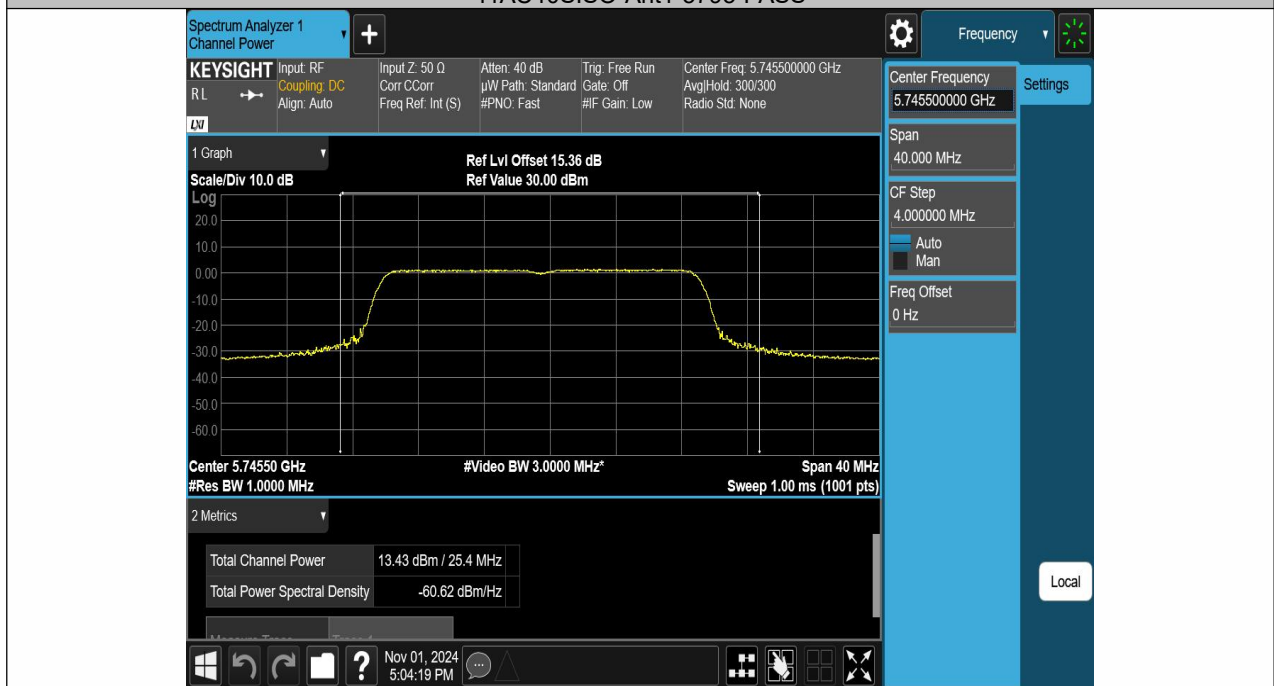 Spectrum Analyzer 1
Channel Power
+
Frequency
KEYSIGHT
RL
LXI
Input: RF
Coupling: DC
Align: Auto
Input Z: 50 Ω
Corr CCorr
Freq Ref: Int (S)
Atten: 40 dB
µW Path: Standard
#PNO: Fast
Trig: Free Run
Gate: Off
#IF Gain: Low
Center Freq: 5.745500000 GHz
Avg|Hold: 300/300
Radio Std: None
Center Frequency
5.745500000 GHz
Settings
Span
40.000 MHz
CF Step
4.000000 MHz
Auto
Man
Freq Offset
0 Hz
1 Graph
Scale/Div 10.0 dB
Ref Lvl Offset 15.36 dB
Ref Value 30.00 dBm
Log
20.0
10.0
0.00
-10.0
-20.0
-30.0
-40.0
-50.0
-60.0
Center 5.74550 GHz
#Video BW 3.0000 MHz*
Span 40 MHz
#Res BW 1.0000 MHz
Sweep 1.00 ms (1001 pts)
2 Metrics
Total Channel Power 13.43 dBm / 25.4 MHz
Total Power Spectral Density -60.62 dBm/Hz
Local
?
Nov 01, 2024
5:04:19 PM